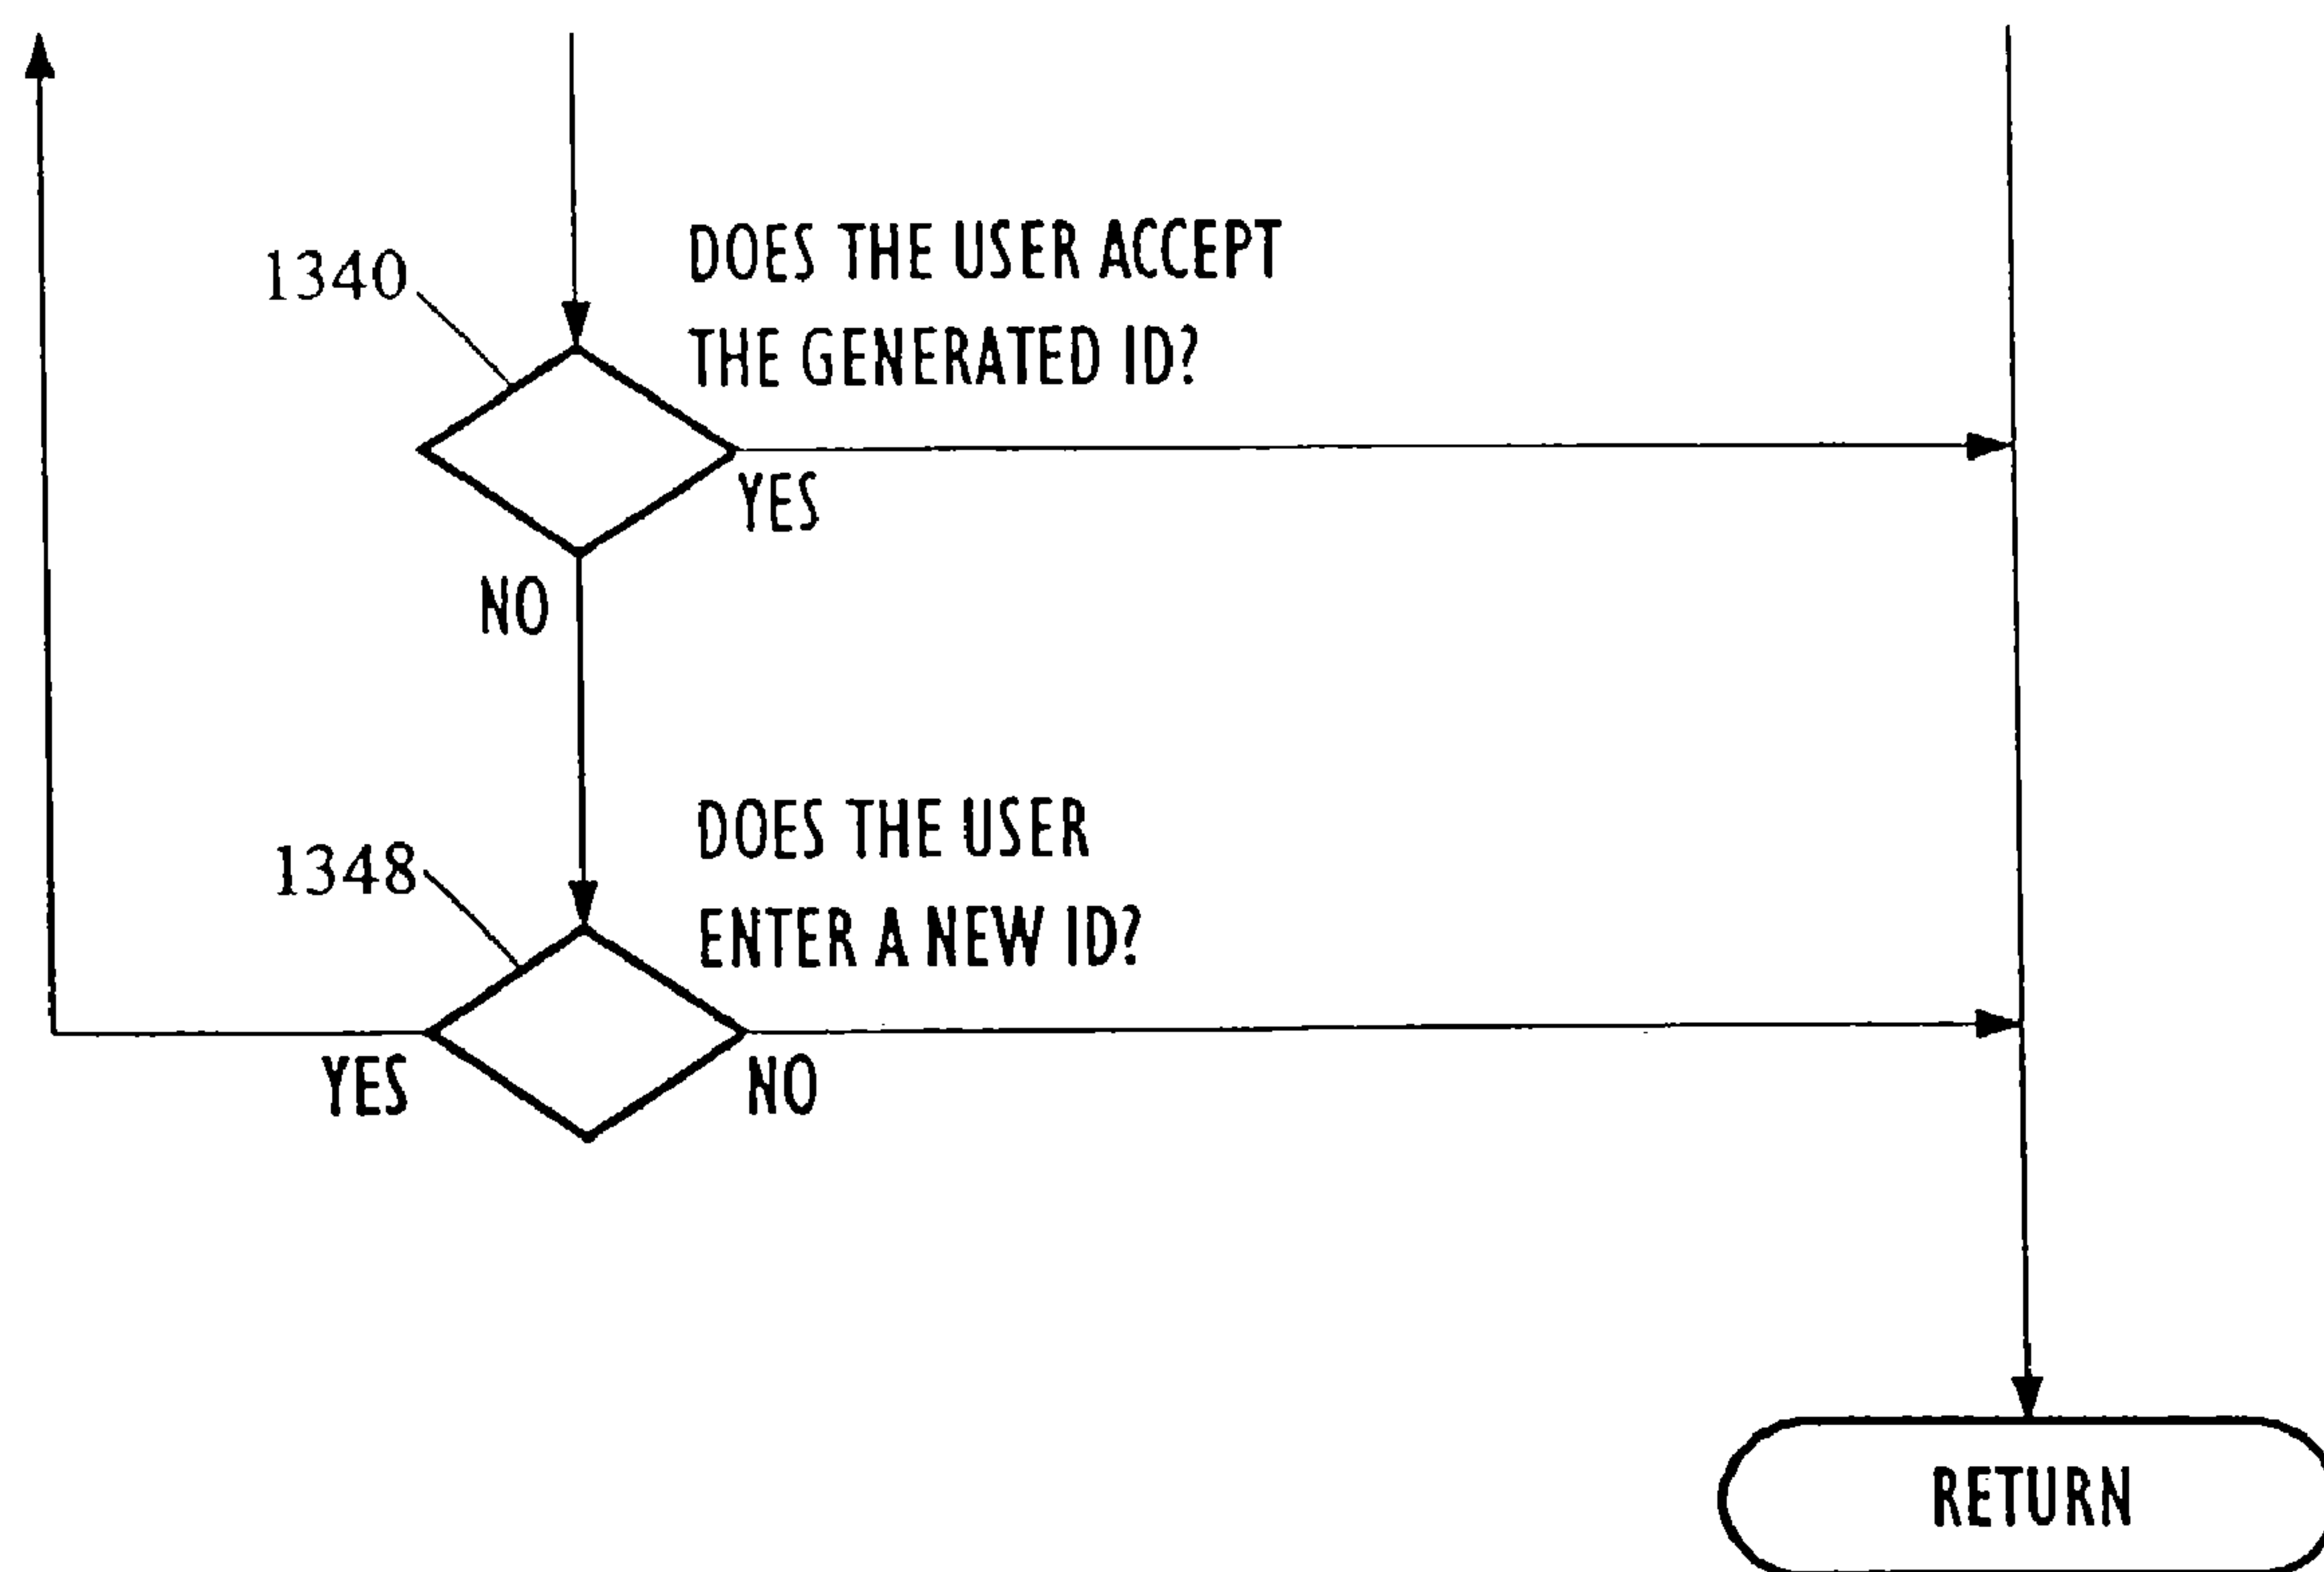 1340
DOES THE USER ACCEPT
THE GENERATED ID?
YES
NO
1348
DOES THE USER
ENTER A NEW ID?
YES
NO
RETURN